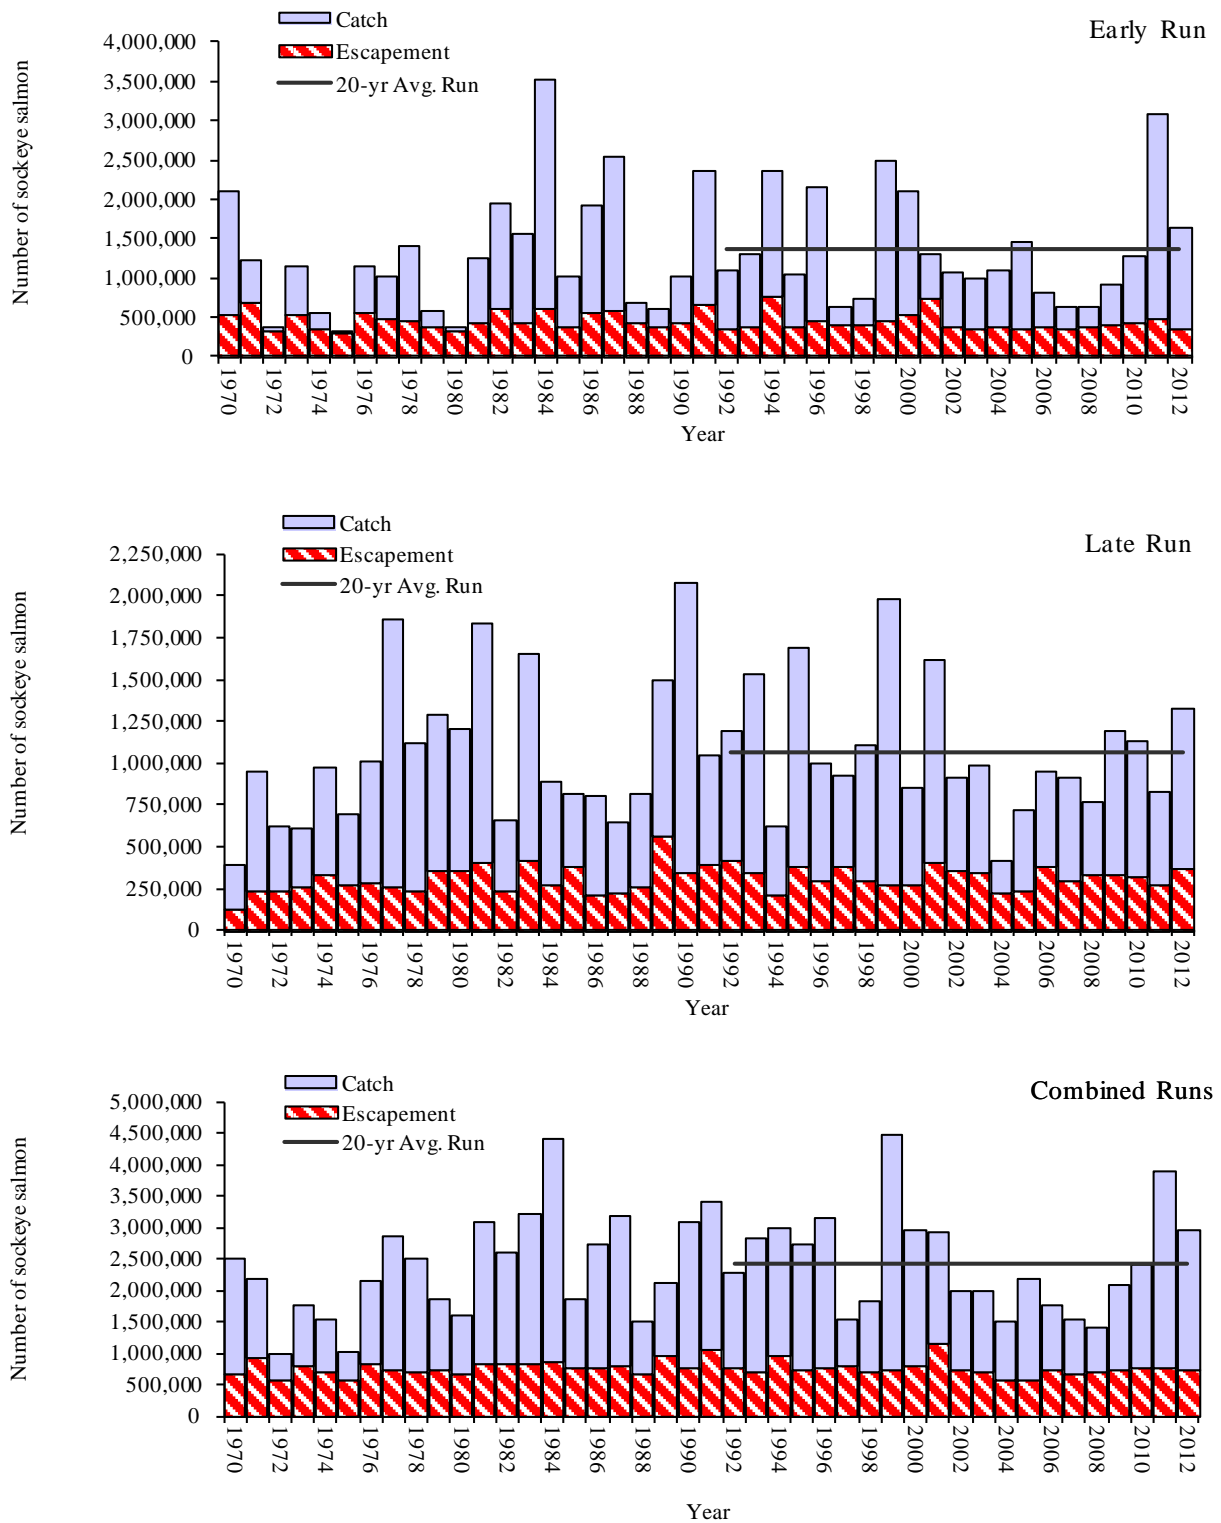 Catch
Early Run
Escapement
20-yr Avg. Run
Number of sockeye salmon
4,000,000
3,500,000
3,000,000
2,500,000
2,000,000
1,500,000
1,000,000
500,000
0
1970 1972 1974 1976 1978 1980 1982 1984 1986 1988 1990 1992 1994 1996 1998 2000 2002 2004 2006 2008 2010 2012
Year
Catch
Late Run
Escapement
20-yr Avg. Run
Number of sockeye salmon
2,250,000
2,000,000
1,750,000
1,500,000
1,250,000
1,000,000
750,000
500,000
250,000
0
1970 1972 1974 1976 1978 1980 1982 1984 1986 1988 1990 1992 1994 1996 1998 2000 2002 2004 2006 2008 2010 2012
Year
Catch
Combined Runs
Escapement
20-yr Avg. Run
Number of sockeye salmon
5,000,000
4,500,000
4,000,000
3,500,000
3,000,000
2,500,000
2,000,000
1,500,000
1,000,000
500,000
0
1970 1972 1974 1976 1978 1980 1982 1984 1986 1988 1990 1992 1994 1996 1998 2000 2002 2004 2006 2008 2010 2012
Year